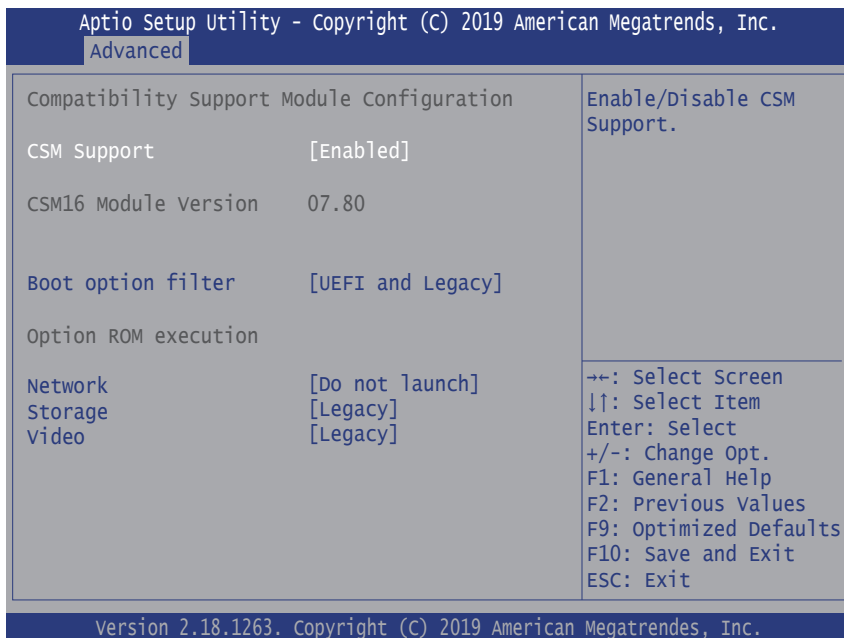 Aptio Setup Utility - Copyright (C) 2019 American Megatrends, Inc.
Advanced
Compatibility Support Module Configuration
CSM Support [Enabled]
CSM16 Module Version 07.80
Boot option filter [UEFI and Legacy]
Option ROM execution
Network [Do not launch]
Storage [Legacy]
Video [Legacy]
Enable/Disable CSM
Support.
→←: Select Screen
↓↑: Select Item
Enter: Select
+/-: Change Opt.
F1: General Help
F2: Previous Values
F9: Optimized Defaults
F10: Save and Exit
ESC: Exit
Version 2.18.1263. Copyright (C) 2019 American Megatrendes, Inc.